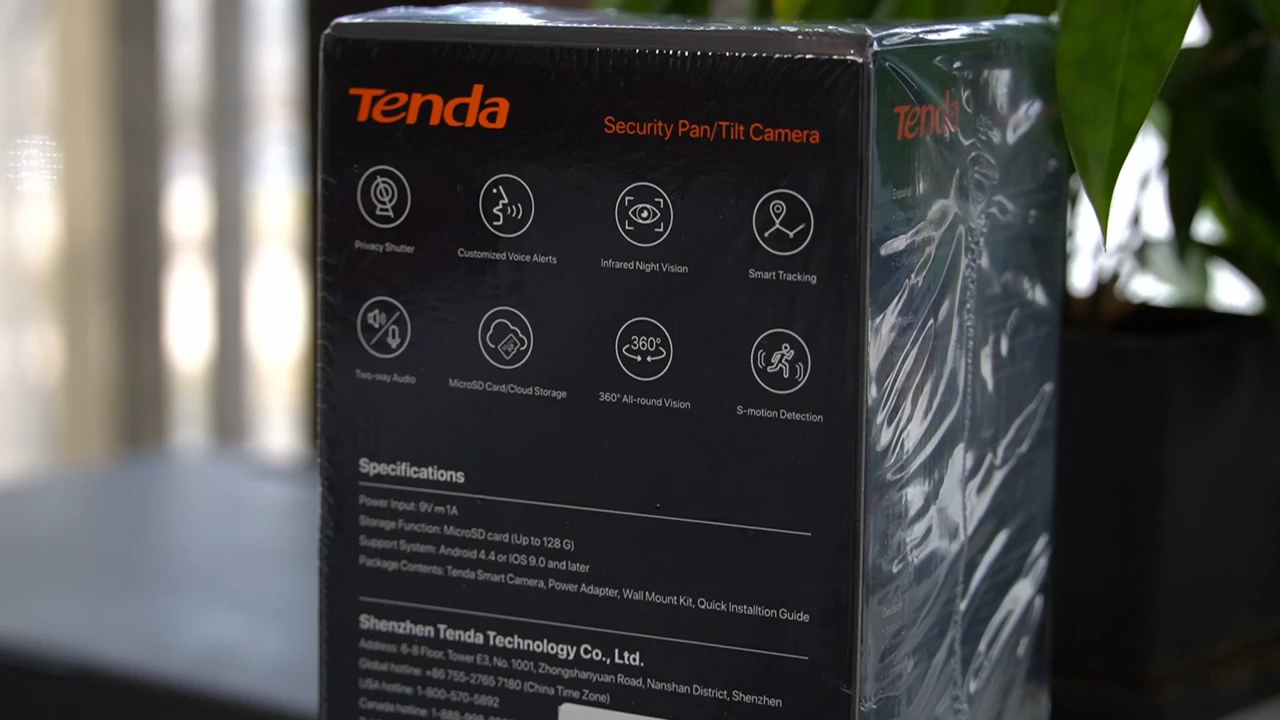 Tenda
Security Pan/Tilt Camera
Privacy Shutter
Customized Voice Alerts
Infrared Night Vision
Smart Tracking
Two-way Audio
MicroSD Card/Cloud Storage
360°
360° All-round Vision
S-motion Detection
Specifications
Power Input: 9V⎓1A
Storage Function: MicroSD card (Up to 128 G)
Support System: Android 4.4 or IOS 9.0 and later
Package Contents: Tenda Smart Camera, Power Adapter, Wall Mount Kit, Quick Installtion Guide
Shenzhen Tenda Technology Co., Ltd.
Address: 6-8 Floor, Tower E3, No. 1001, Zhongshanyuan Road, Nanshan District, Shenzhen
Global hotline: +86 755-2765 7180 (China Time Zone)
USA hotline: 1-800-570-5892
Canada hotline: 1-888-998
Tenda